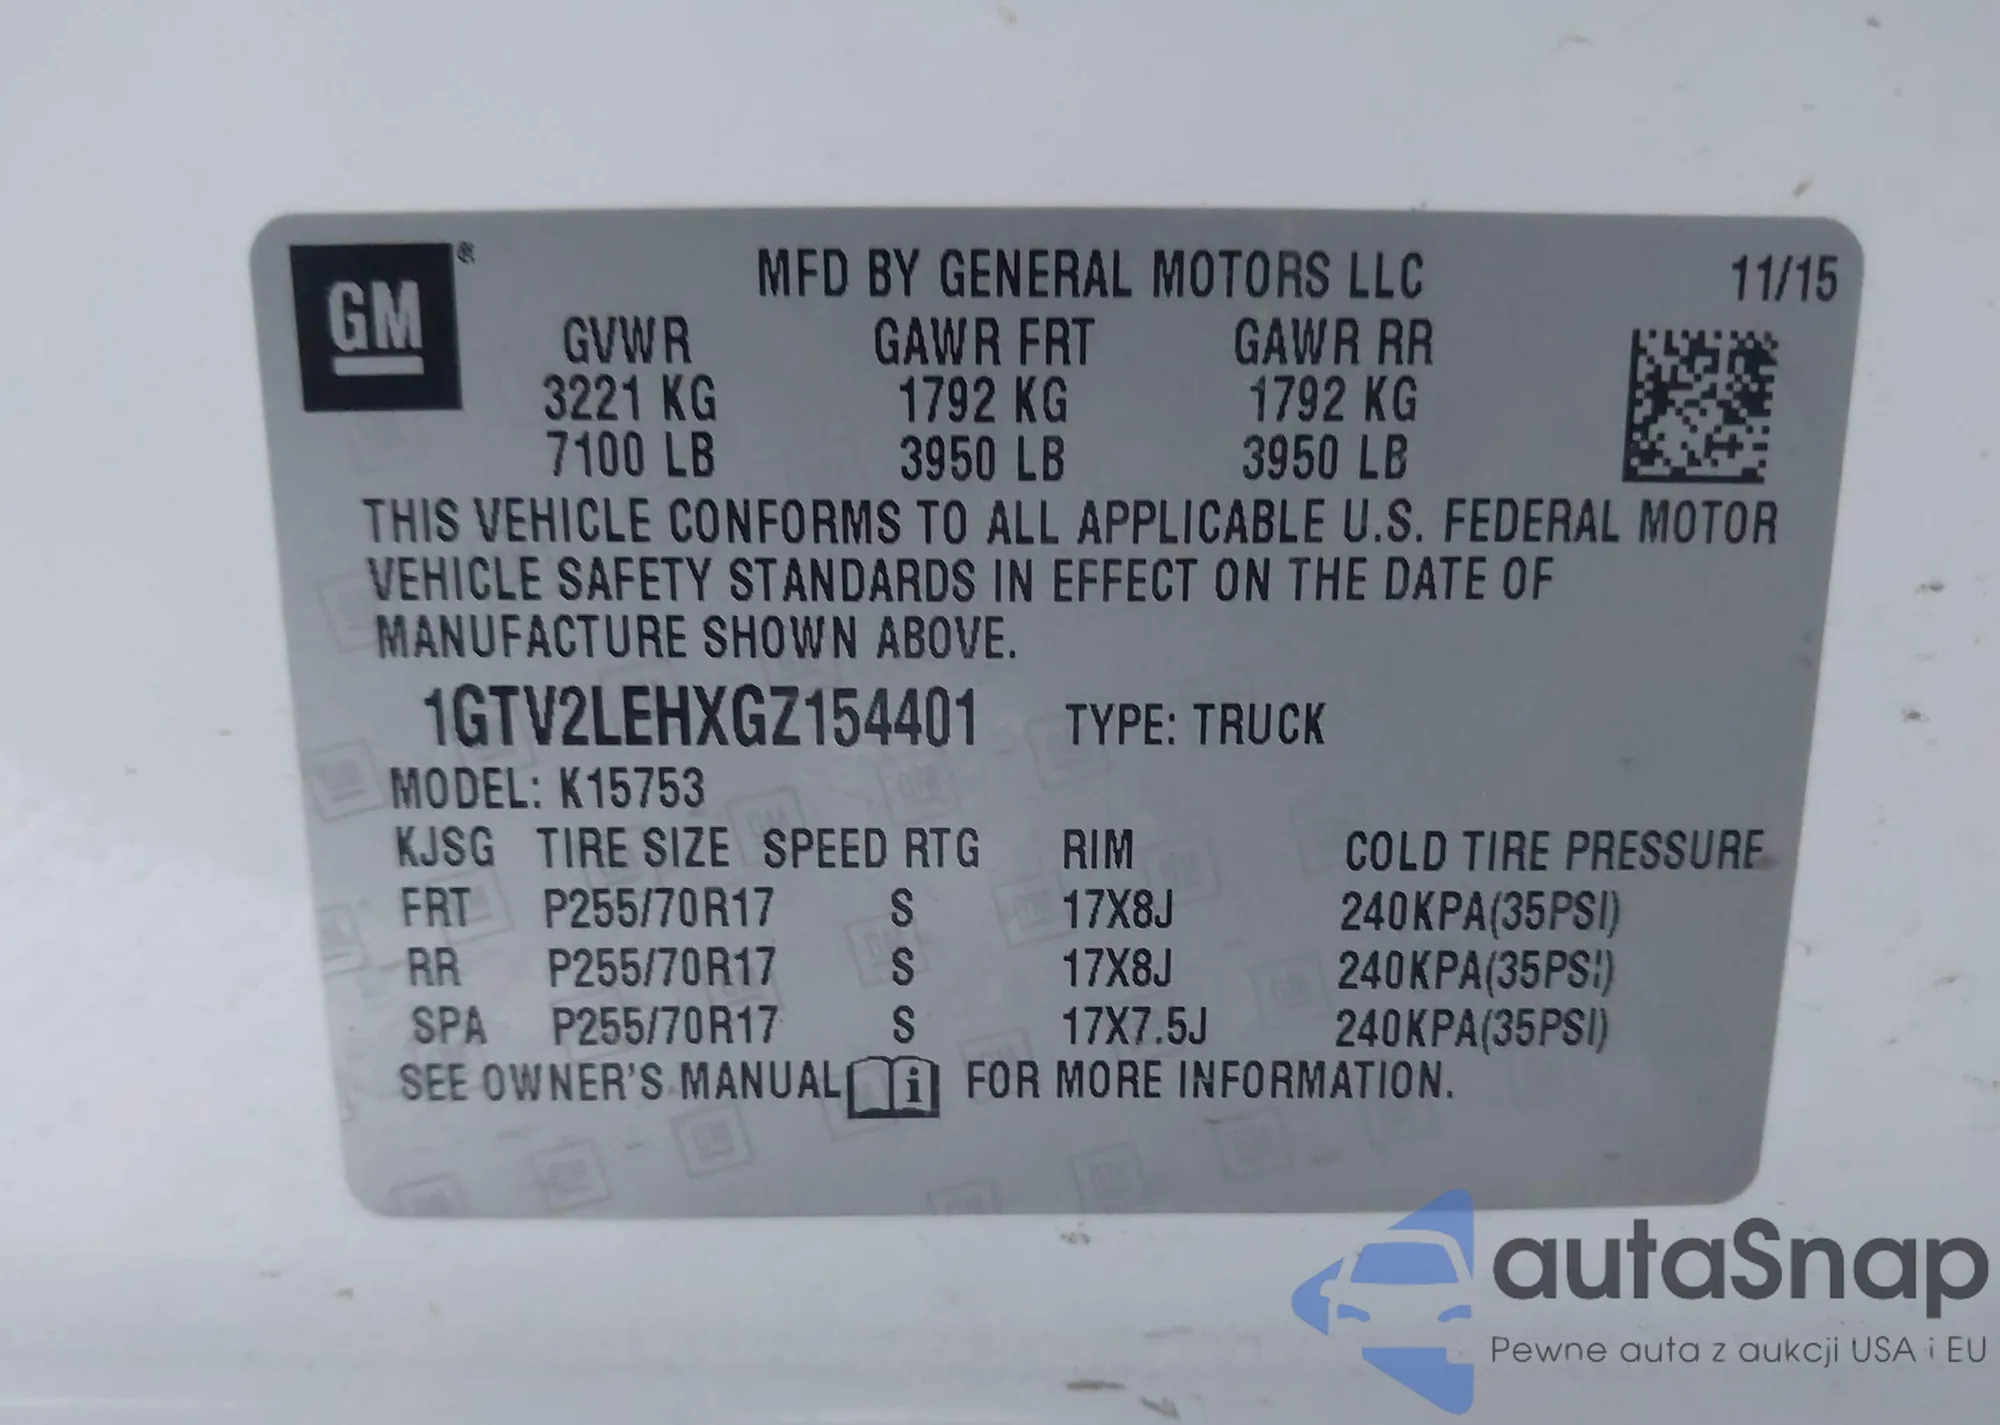 GM®
MFD BY GENERAL MOTORS LLC 11/15
GVWR GAWR FRT GAWR RR
3221 KG 1792 KG 1792 KG
7100 LB 3950 LB 3950 LB
THIS VEHICLE CONFORMS TO ALL APPLICABLE U.S. FEDERAL MOTOR
VEHICLE SAFETY STANDARDS IN EFFECT ON THE DATE OF
MANUFACTURE SHOWN ABOVE.
1GTV2LEHXGZ154401 TYPE: TRUCK
MODEL: K15753
KJSG TIRE SIZE SPEED RTG RIM COLD TIRE PRESSURE
FRT P255/70R17 S 17X8J 240KPA(35PSI)
RR P255/70R17 S 17X8J 240KPA(35PSI)
SPA P255/70R17 S 17X7.5J 240KPA(35PSI)
SEE OWNER'S MANUAL i FOR MORE INFORMATION.
autaSnap
Pewne auta z aukcji USA i EU